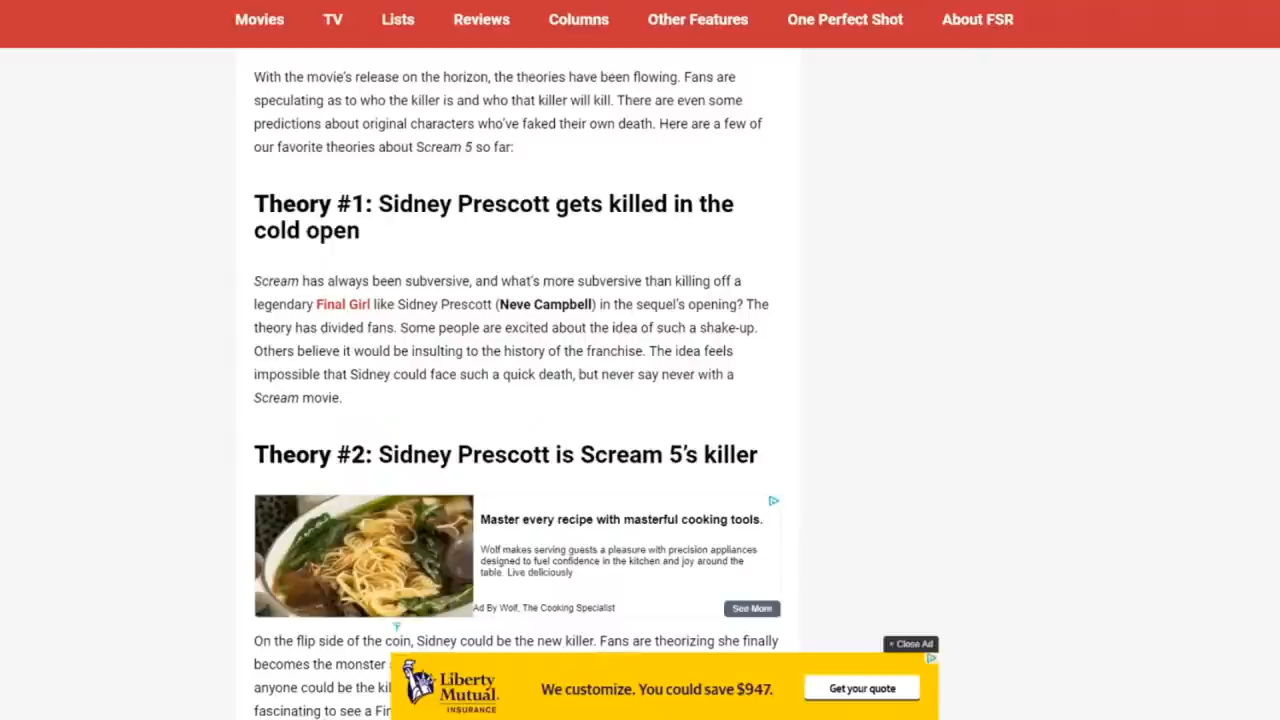 Movies TV Lists Reviews Columns Other Features One Perfect Shot About FSR
With the movie's release on the horizon, the theories have been flowing. Fans are
speculating as to who the killer is and who that killer will kill. There are even some
predictions about original characters who've faked their own death. Here are a few of
our favorite theories about Scream 5 so far:
Theory #1: Sidney Prescott gets killed in the
cold open
Scream has always been subversive, and what's more subversive than killing off a
legendary Final Girl like Sidney Prescott (Neve Campbell) in the sequel's opening? The
theory has divided fans. Some people are excited about the idea of such a shake-up.
Others believe it would be insulting to the history of the franchise. The idea feels
impossible that Sidney could face such a quick death, but never say never with a
Scream movie.
Theory #2: Sidney Prescott is Scream 5's killer
Master every recipe with masterful cooking tools.
Wolf makes serving guests a pleasure with precision appliances
designed to fuel confidence in the kitchen and joy around the
table. Live deliciously
Ad By Wolf, The Cooking Specialist
See More
On the flip side of the coin, Sidney could be the new killer. Fans are theorizing she finally
becomes the monster
anyone could be the
fascinating to see a
× Close Ad
Liberty
Mutual.
INSURANCE
We customize. You could save $947.
Get your quote